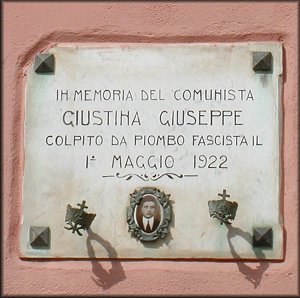 IN MEMORIA DEL COMUNISTA
GIUSTINA GIUSEPPE
COLPITO DA PIOMBO FASCISTA IL
1° MAGGIO 1922